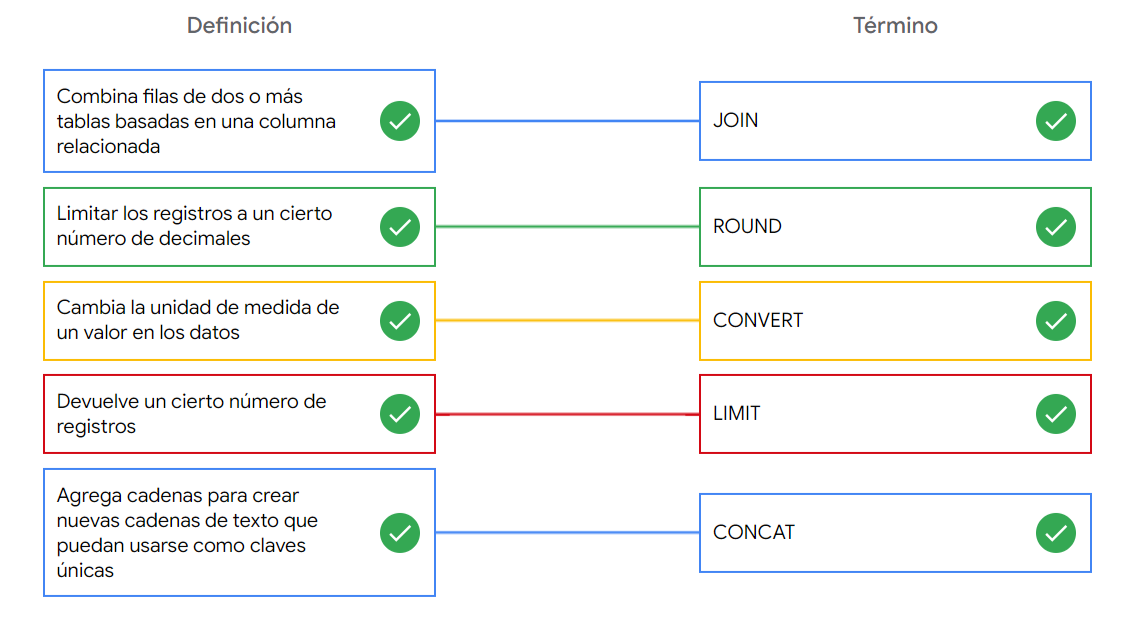 Definición
Término
Combina filas de dos o más
tablas basadas en una columna
relacionada
JOIN
Limitar los registros a un cierto
número de decimales
ROUND
Cambia la unidad de medida de
un valor en los datos
CONVERT
Devuelve un cierto número de
registros
LIMIT
Agrega cadenas para crear
nuevas cadenas de texto que
puedan usarse como claves
únicas
CONCAT